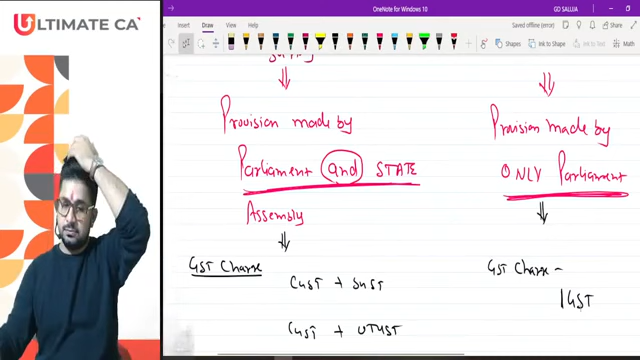 ULTIMATE CA
OneNote for Windows 10
GD SALUJA
Saved offline (error)
Home
Insert
Draw
View
Help
Shapes
Ink to Shape
Ink to Text
⇓
⇓
Provision made by
Parliament and STATE
Assembly
⇓
GST Charge
CGST + SGST
CGST + UTGST
Provision made by
ONLY Parliament
⇓
GST Charge -
IGST